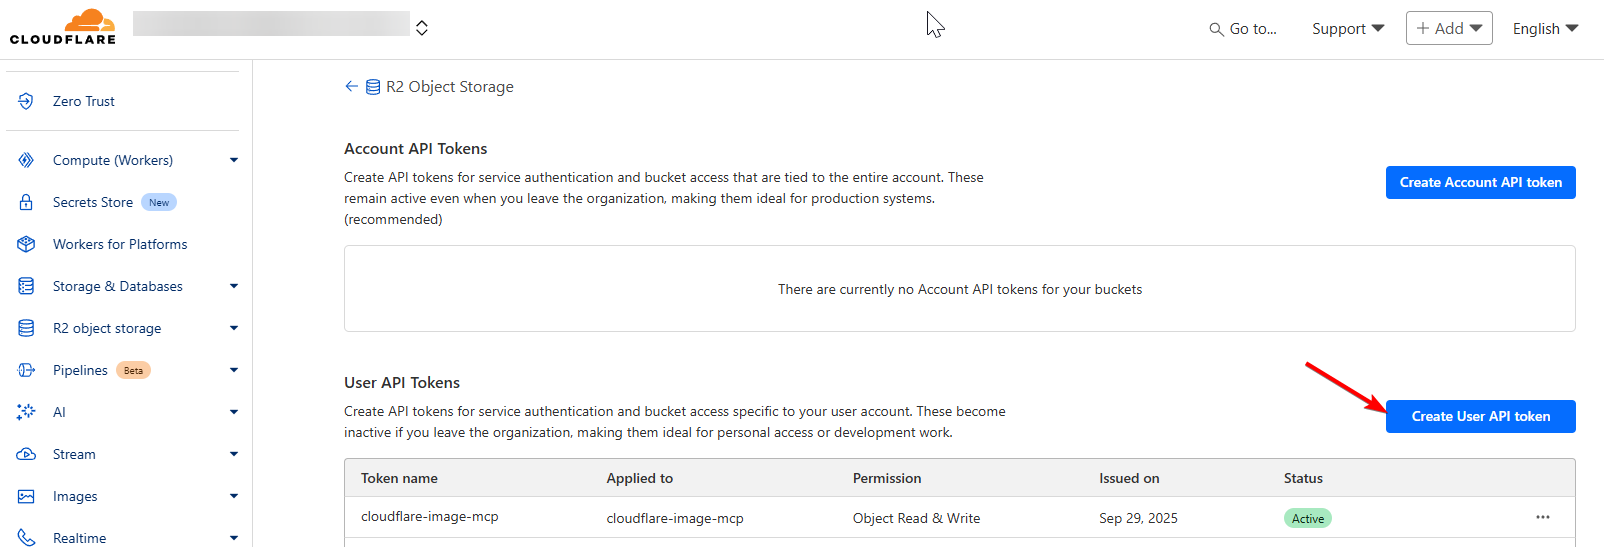 CLOUDFLARE
Go to...
Support
+ Add
English
Zero Trust
Compute (Workers)
Secrets Store New
Workers for Platforms
Storage & Databases
R2 object storage
Pipelines Beta
AI
Stream
Images
Realtime
← R2 Object Storage
Account API Tokens
Create API tokens for service authentication and bucket access that are tied to the entire account. These
remain active even when you leave the organization, making them ideal for production systems.
(recommended)
Create Account API token
There are currently no Account API tokens for your buckets
User API Tokens
Create API tokens for service authentication and bucket access specific to your user account. These become
inactive if you leave the organization, making them ideal for personal access or development work.
Create User API token
Token name Applied to Permission Issued on Status
cloudflare-image-mcp cloudflare-image-mcp Object Read & Write Sep 29, 2025 Active ...